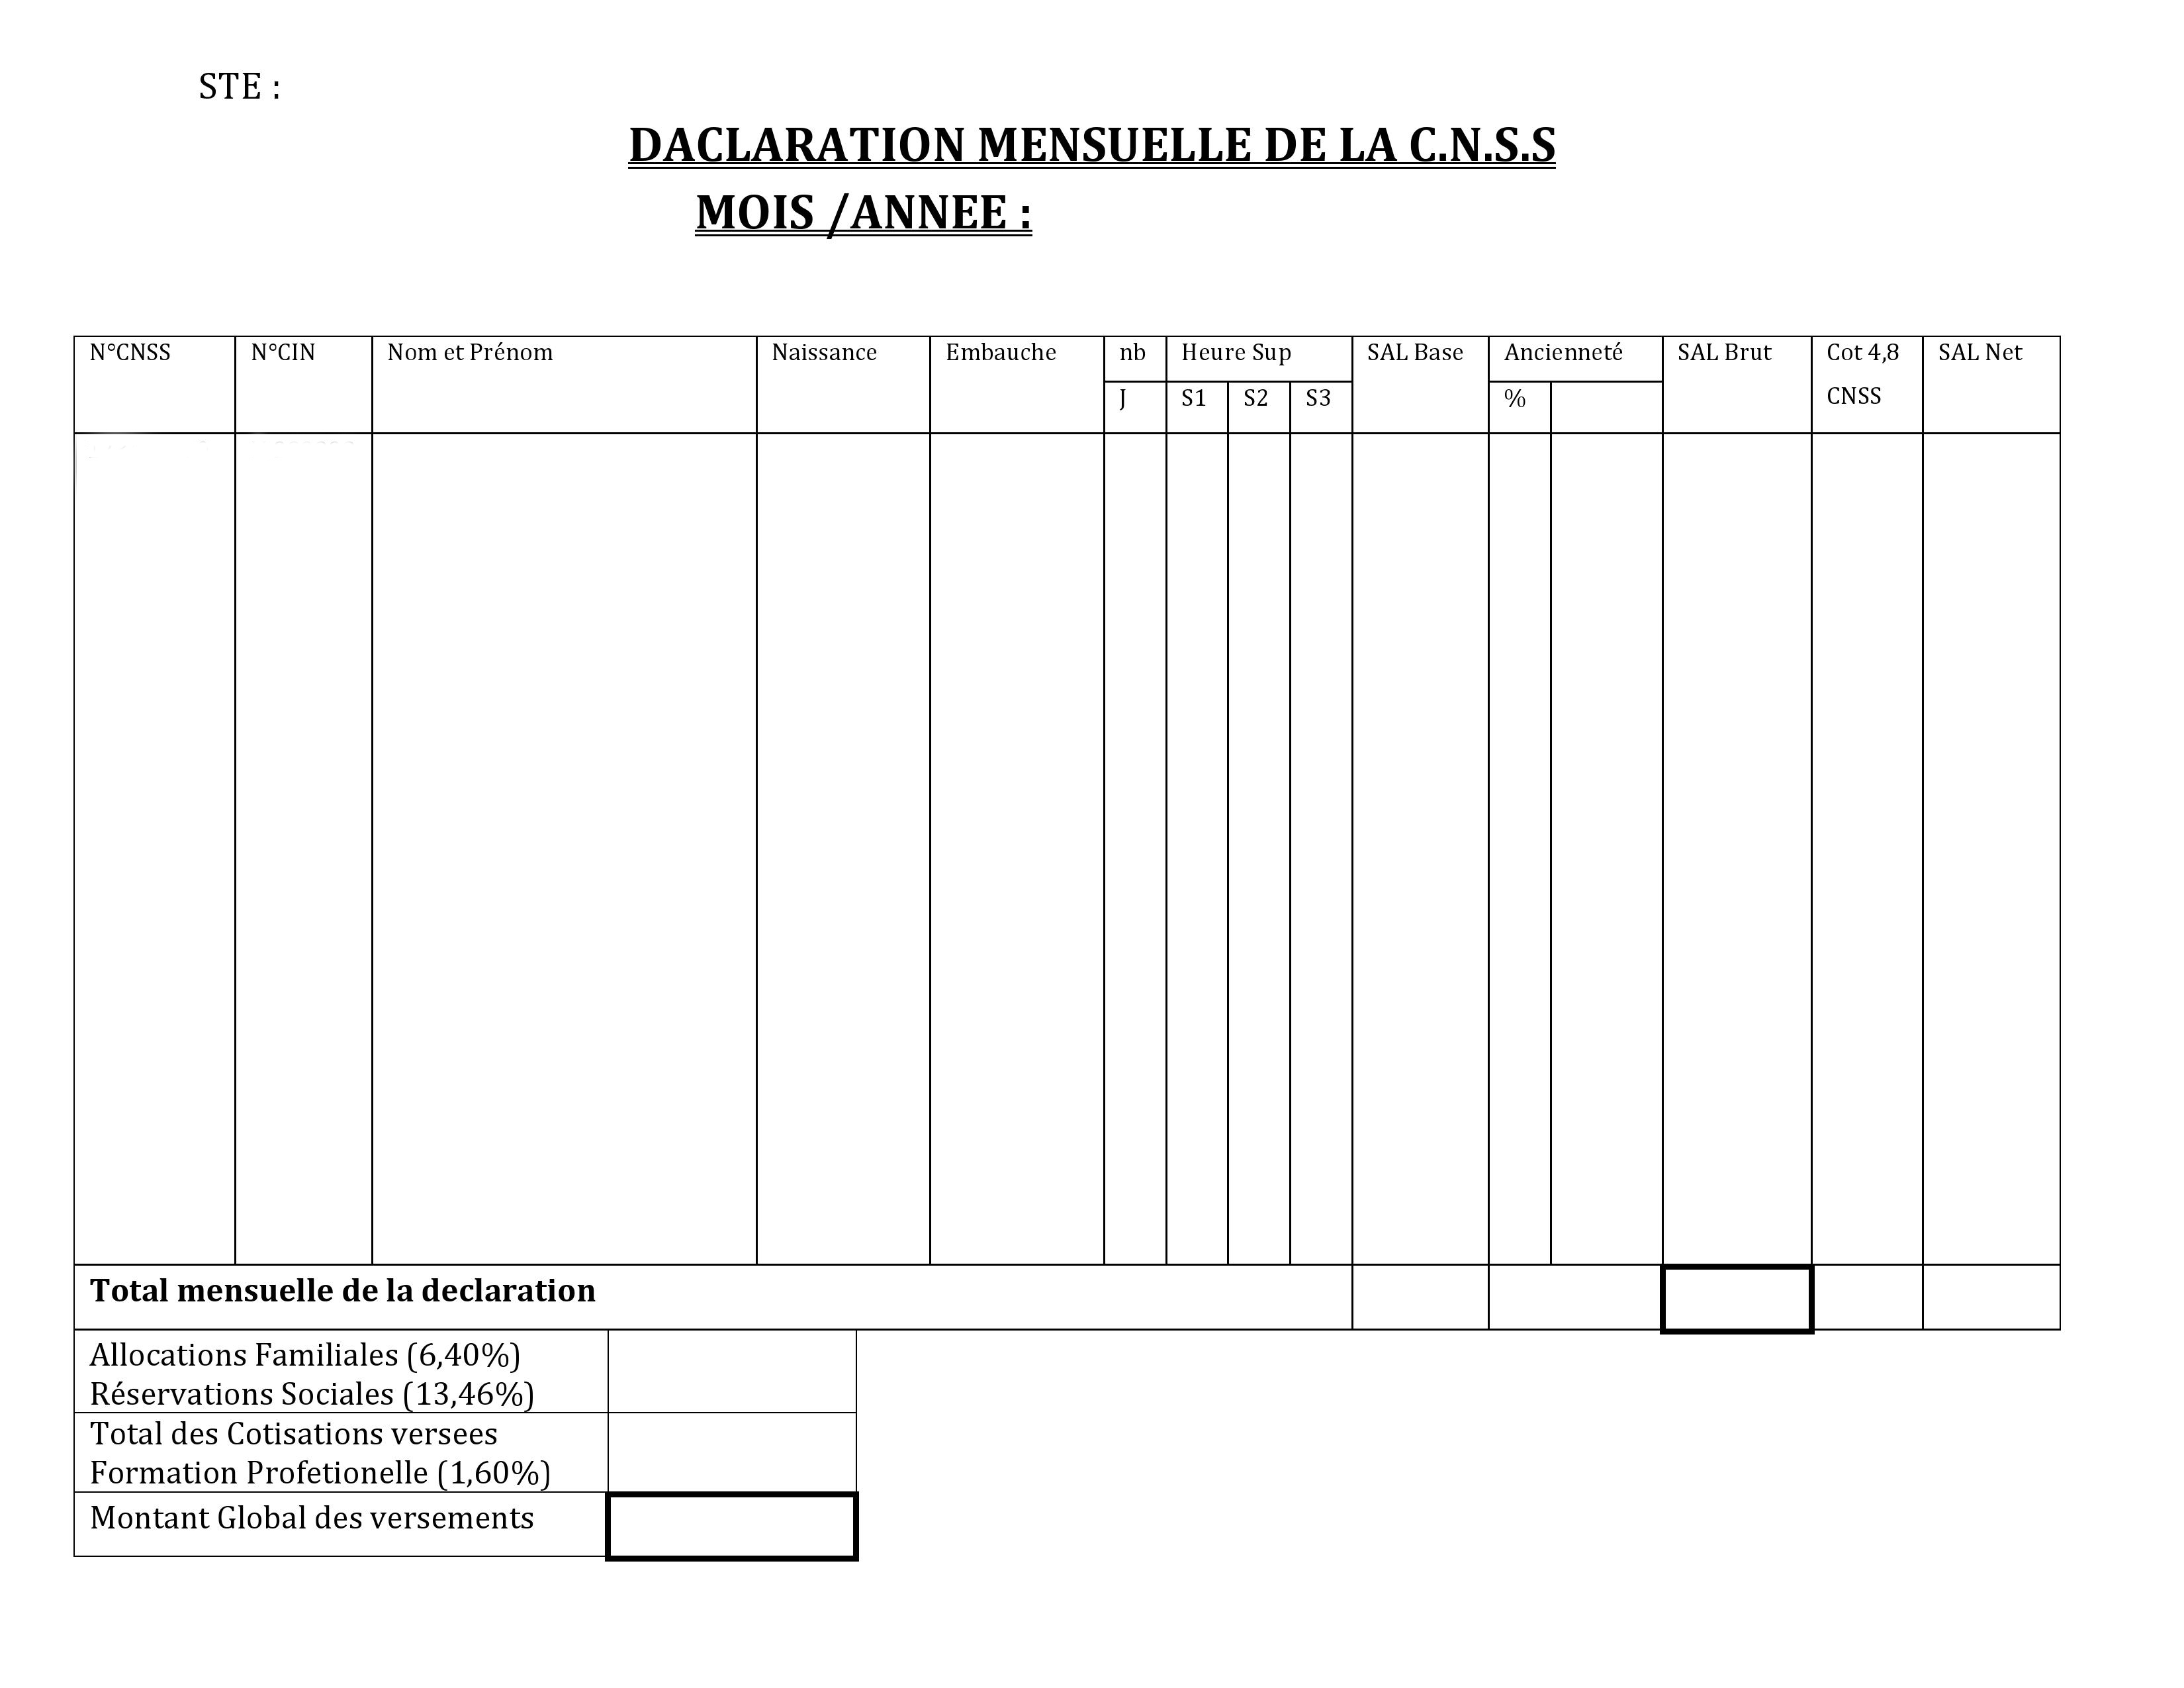 STE :
DACLARATION MENSUELLE DE LA C.N.S.S
MOIS /ANNEE :
N°CNSS N°CIN Nom et Prénom Naissance Embauche nb Heure Sup SAL Base Ancienneté SAL Brut Cot 4,8 SAL Net
J S1 S2 S3 % CNSS
Total mensuelle de la declaration
Allocations Familiales (6,40%)
Réservations Sociales (13,46%)
Total des Cotisations versees
Formation Profetionelle (1,60%)
Montant Global des versements